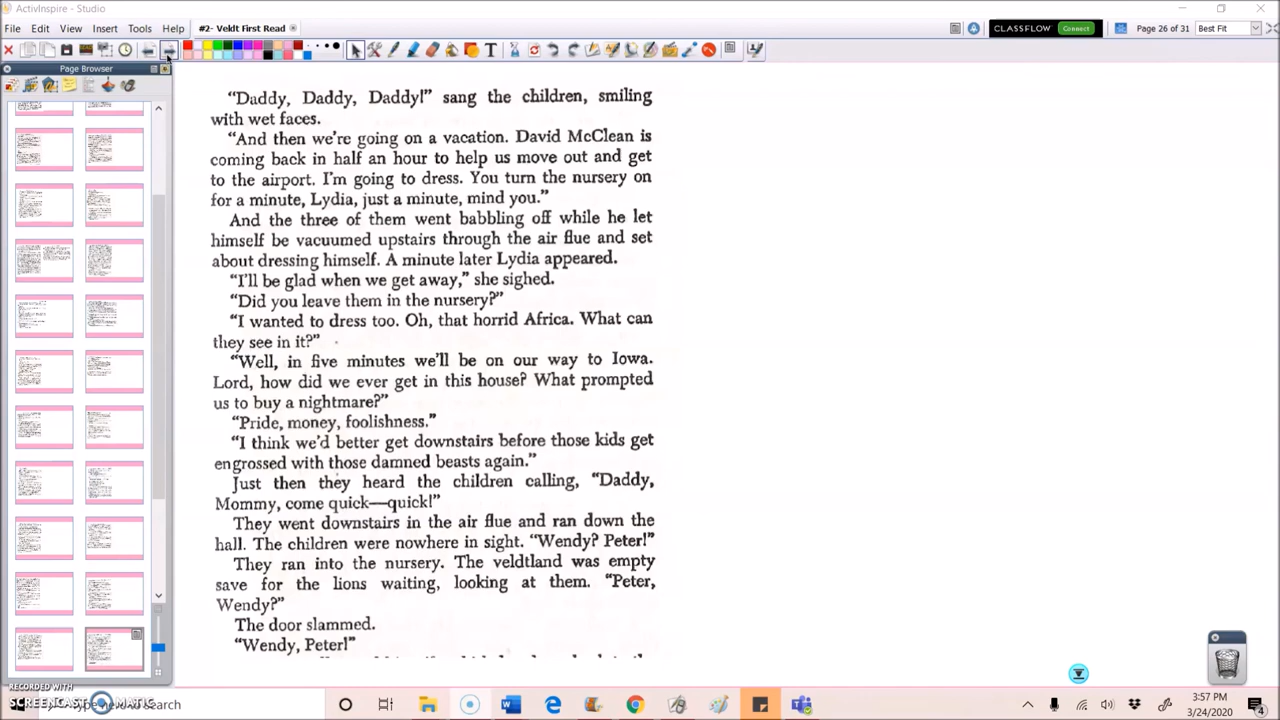 ActivInspire - Studio
File Edit View Insert Tools Help #2- Veldt First Read
CLASSFLOW Connect Page 26 of 31 Best Fit
Page Browser
“Daddy, Daddy, Daddy!” sang the children, smiling
with wet faces.
“And then we’re going on a vacation. David McClean is
coming back in half an hour to help us move out and get
to the airport. I’m going to dress. You turn the nursery on
for a minute, Lydia, just a minute, mind you.”
And the three of them went babbling off while he let
himself be vacuumed upstairs through the air flue and set
about dressing himself. A minute later Lydia appeared.
“I’ll be glad when we get away,” she sighed.
“Did you leave them in the nursery?”
“I wanted to dress too. Oh, that horrid Africa. What can
they see in it?”
“Well, in five minutes we’ll be on our way to Iowa.
Lord, how did we ever get in this house? What prompted
us to buy a nightmare?”
“Pride, money, foolishness.”
“I think we’d better get downstairs before those kids get
engrossed with those damned beasts again.”
Just then they heard the children calling, “Daddy,
Mommy, come quick—quick!”
They went downstairs in the air flue and ran down the
hall. The children were nowhere in sight. “Wendy? Peter!”
They ran into the nursery. The veldtland was empty
save for the lions waiting, looking at them. “Peter,
Wendy?”
The door slammed.
“Wendy, Peter!”
RECORDED WITH
SCREENCAST MATIC
to search
3:57 PM
3/24/2020